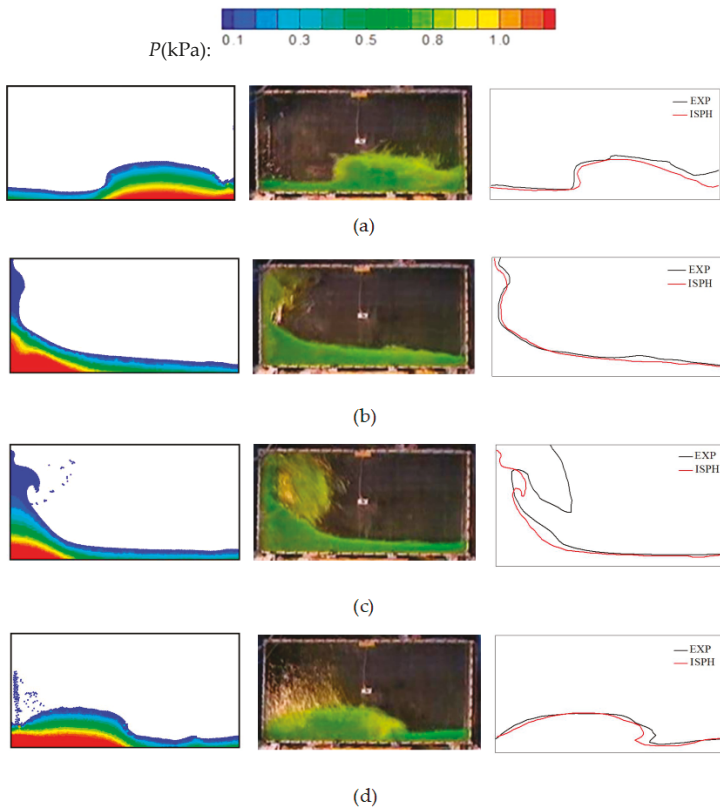 0.1 0.3 0.5 0.8 1.0
P(kPa):
EXP
ISPH
(a)
EXP
ISPH
(b)
EXP
ISPH
(c)
EXP
ISPH
(d)